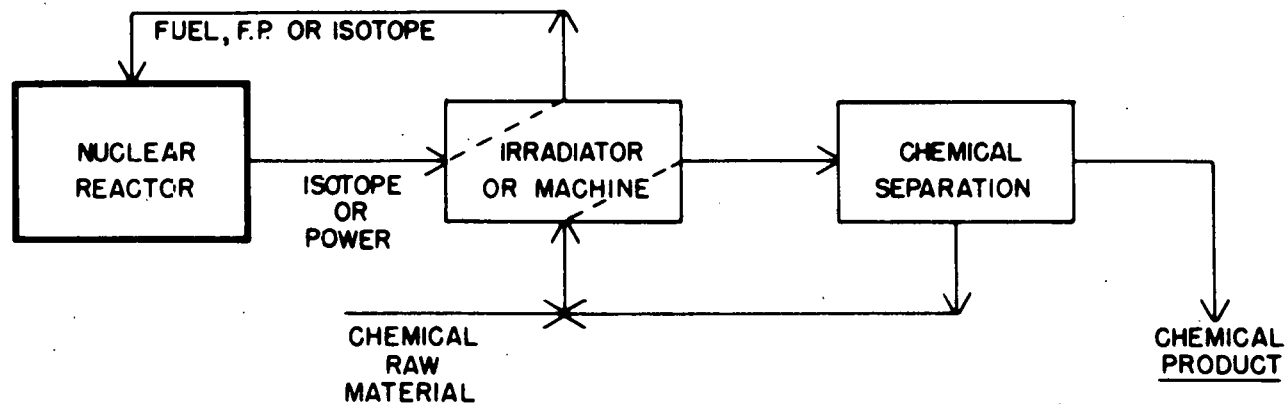 FUEL, F.P. OR ISOTOPE
NUCLEAR
REACTOR
ISOTOPE
OR
POWER
IRRADIATOR
OR MACHINE
CHEMICAL
SEPARATION
CHEMICAL
RAW
MATERIAL
CHEMICAL
PRODUCT